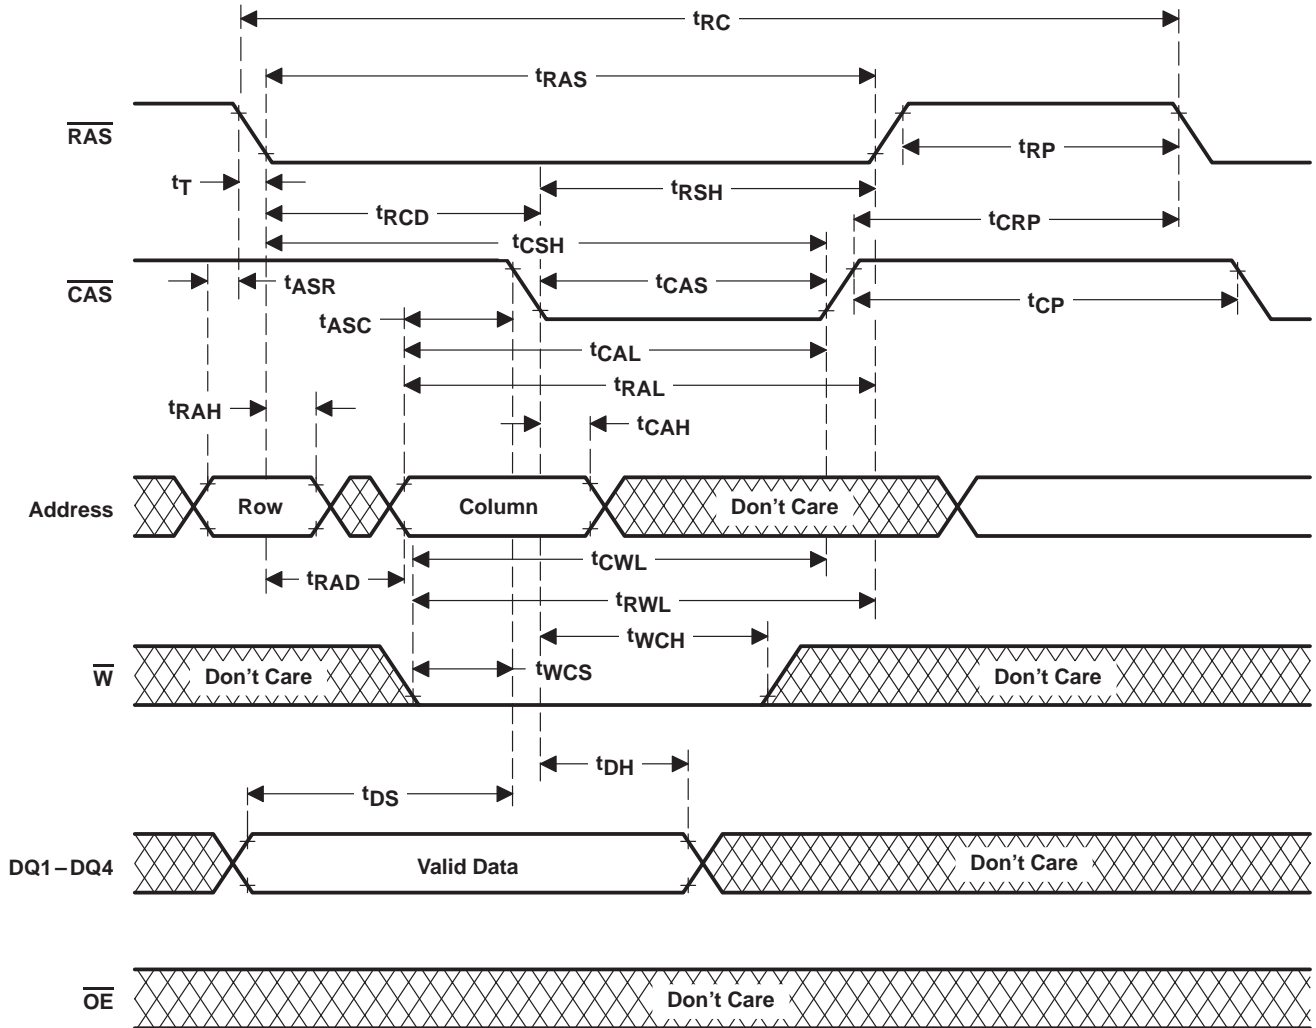 tRC
tRAS
RAS
tRP
tT
tRSH
tRCD
tCRP
tCSH
CAS
tASR
tCAS
tCP
tASC
tCAL
tRAL
tRAH
tCAH
Address
Row
Column
Don't Care
tCWL
tRAD
tRWL
tWCH
W
Don't Care
tWCS
Don't Care
tDH
tDS
DQ1–DQ4
Valid Data
Don't Care
OE
Don't Care